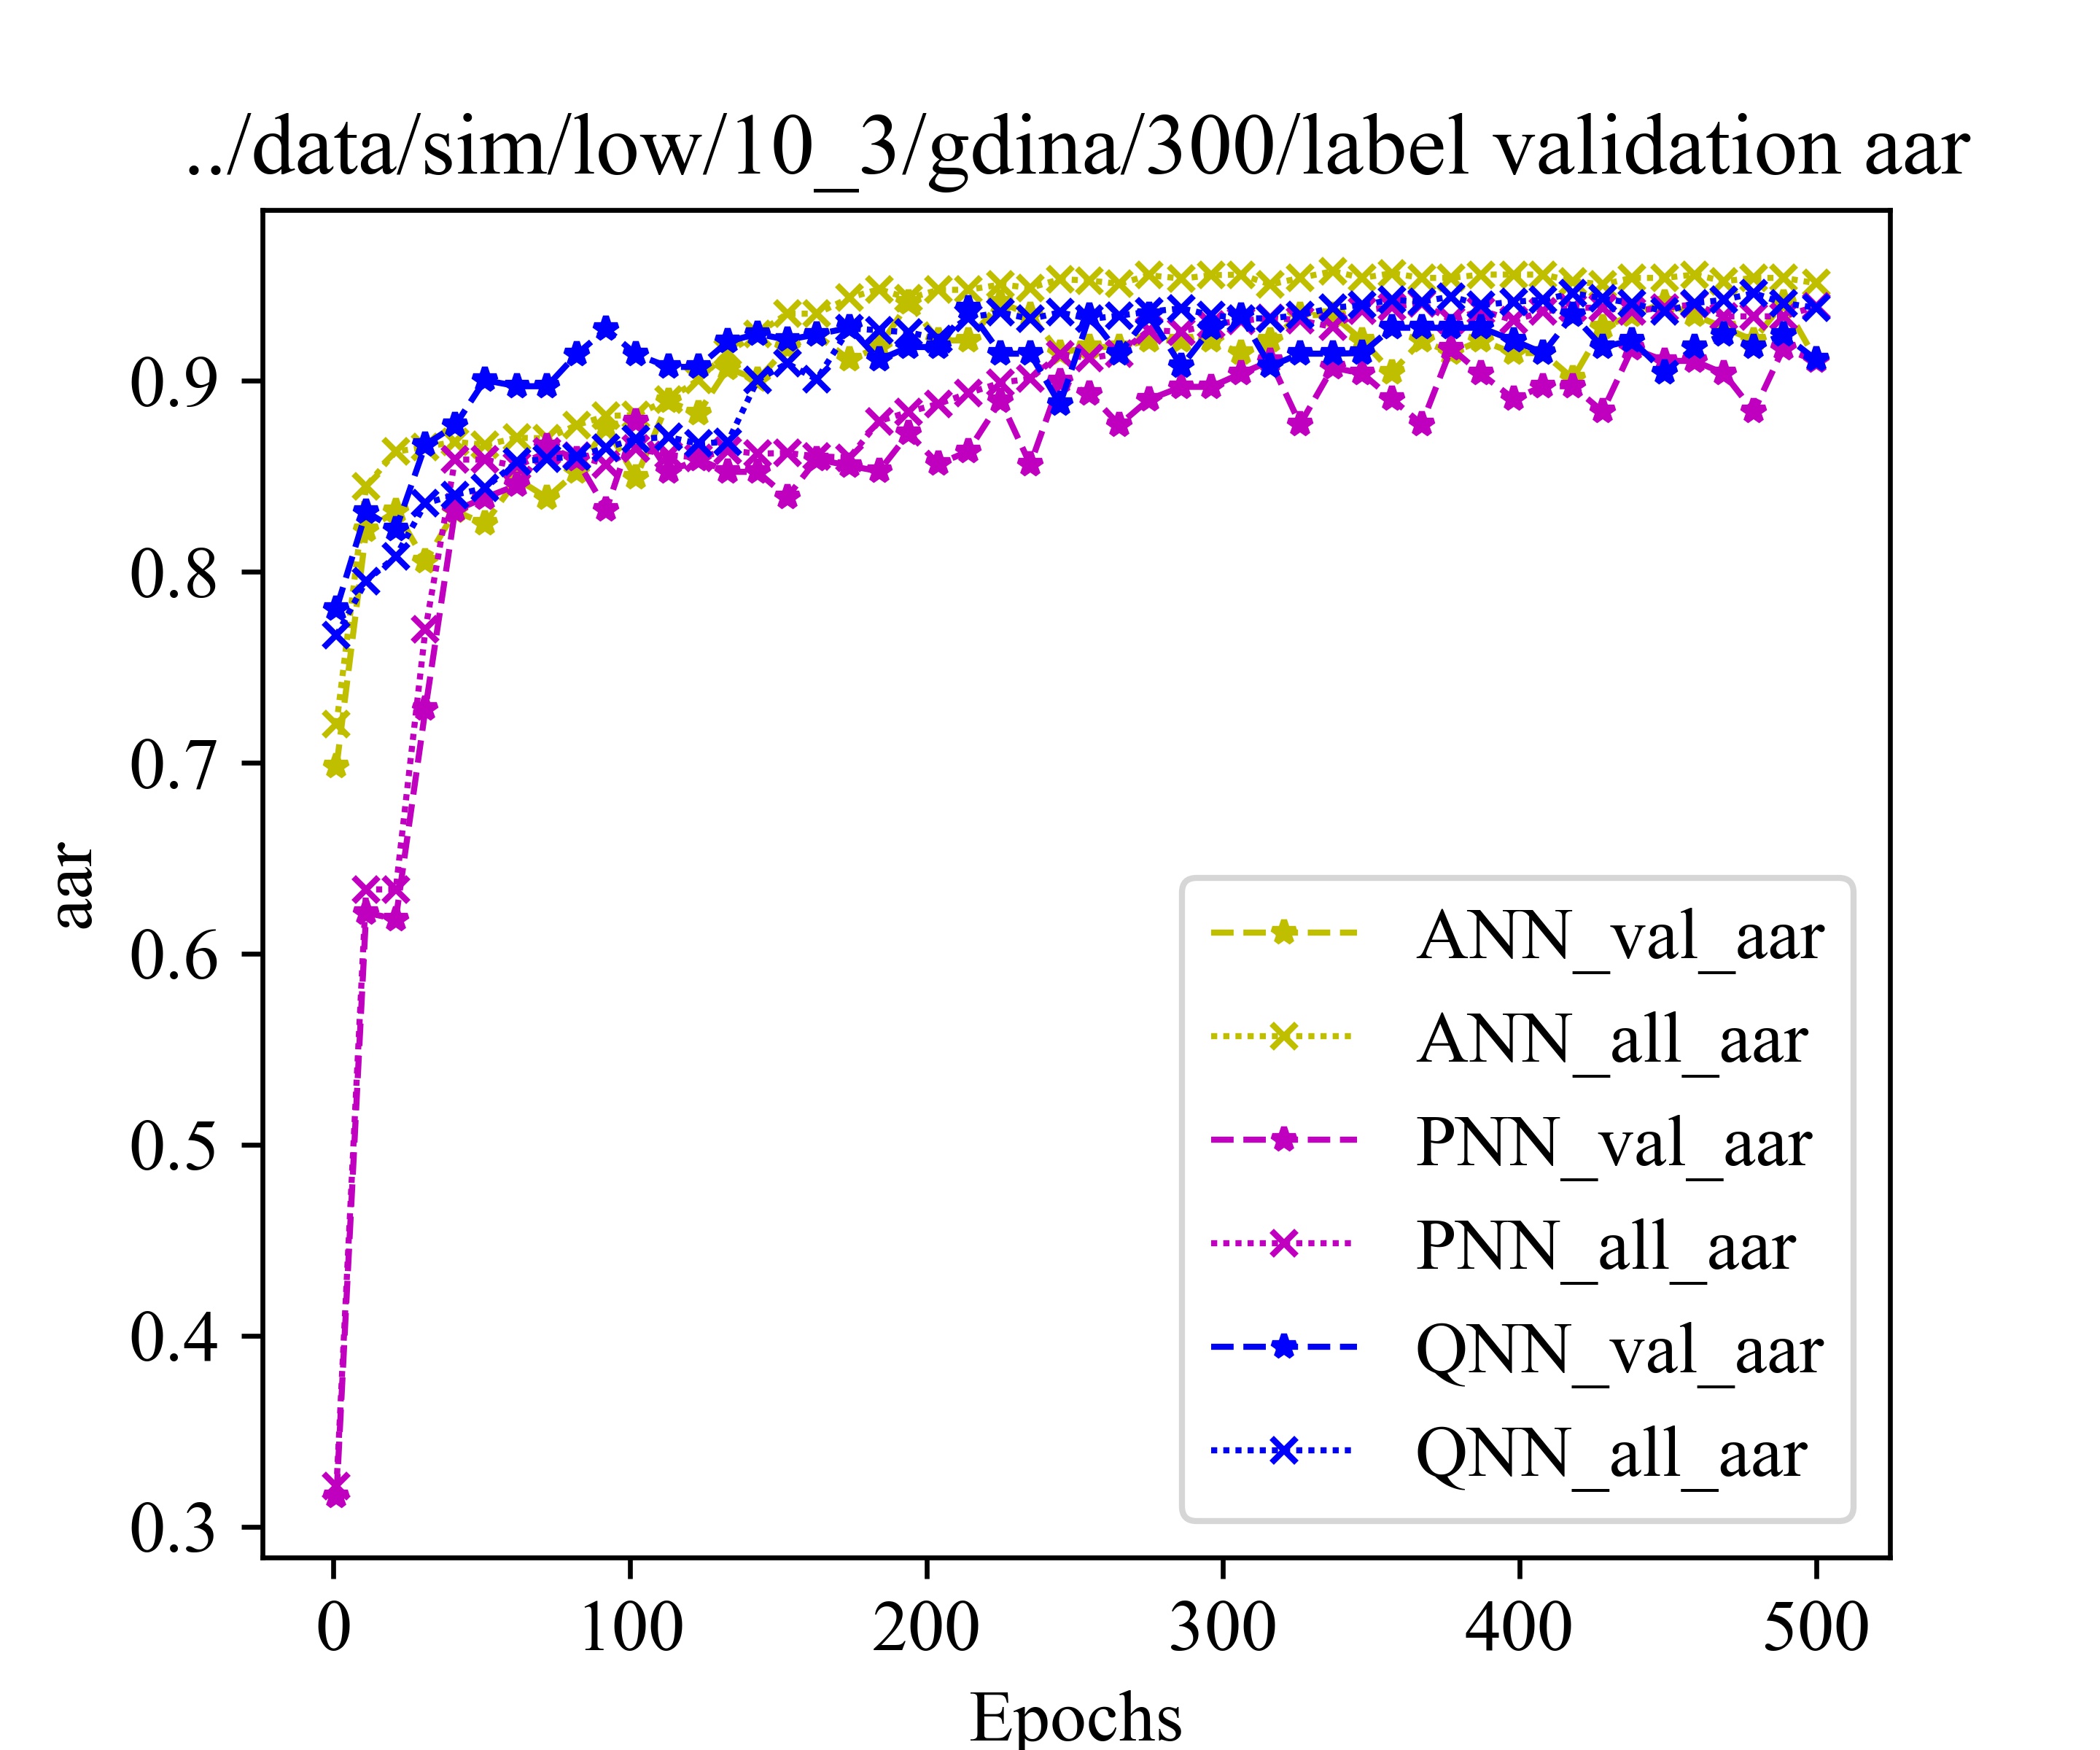 ../data/sim/low/10_3/gdina/300/label validation aar
0.9
0.8
0.7
0.6
0.5
0.4
0.3
aar
ANN_val_aar
ANN_all_aar
PNN_val_aar
PNN_all_aar
QNN_val_aar
QNN_all_aar
0 100 200 300 400 500
Epochs